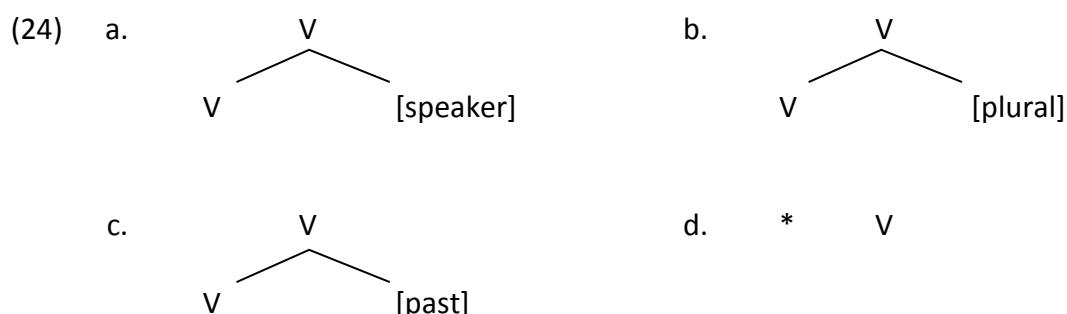 (24) a. V b. V
V [speaker] V [plural]
c. V d. * V
V [past]